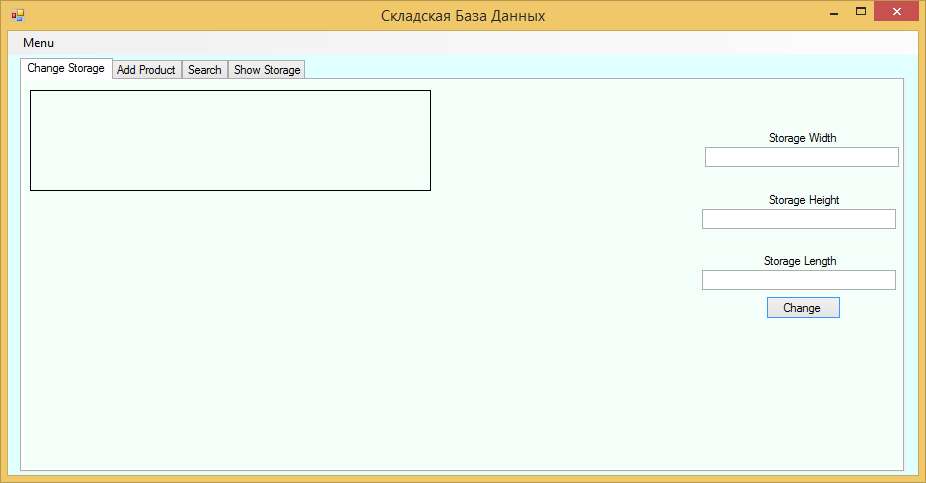 Складская База Данных
Menu
Change Storage Add Product Search Show Storage
Storage Width
Storage Height
Storage Length
Change